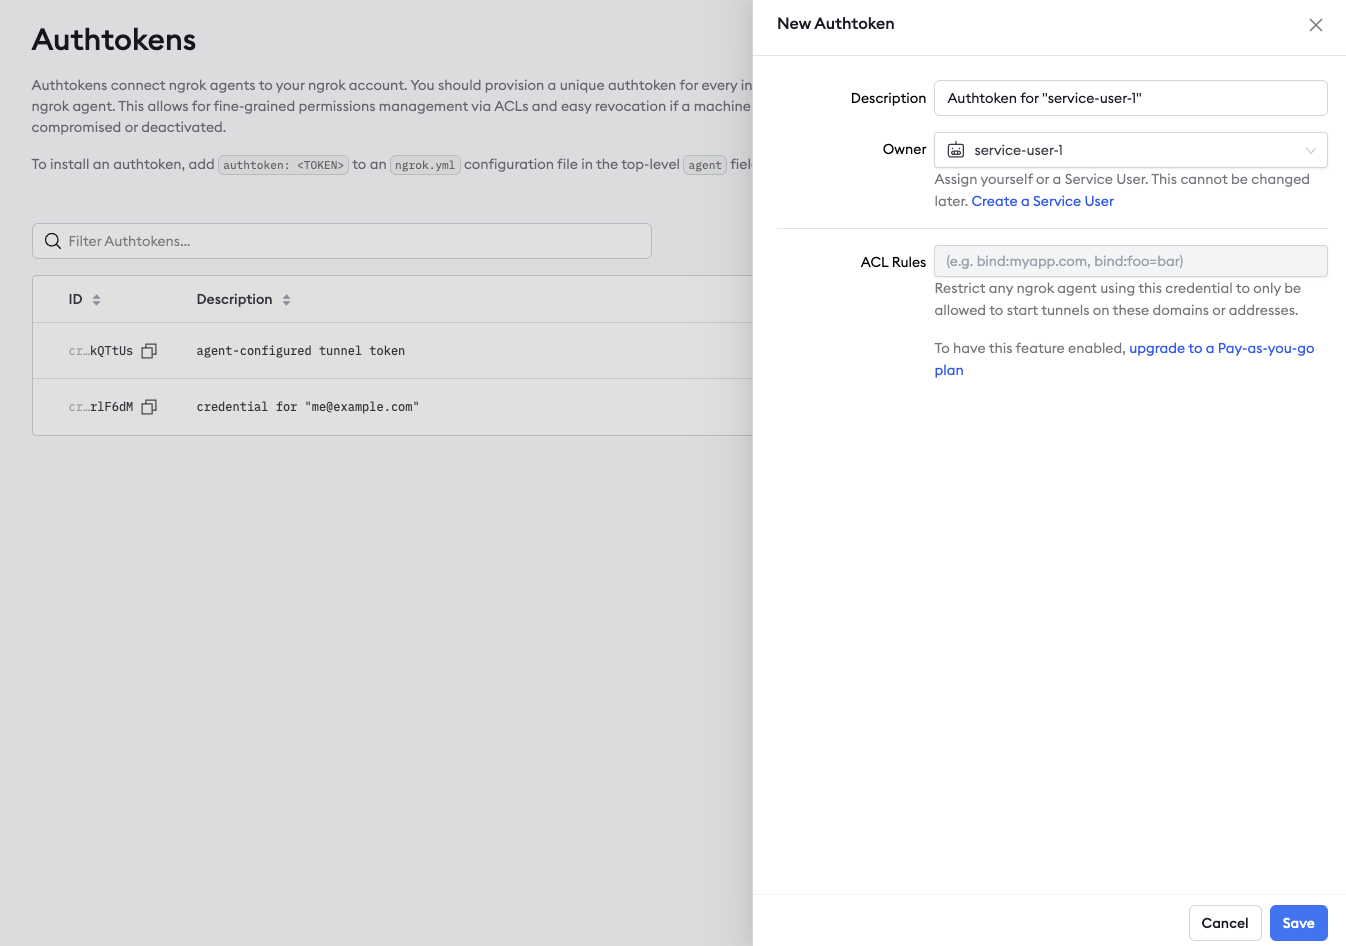 Authtokens
Authtokens connect ngrok agents to your ngrok account. You should provision a unique authtoken for every in
ngrok agent. This allows for fine-grained permissions management via ACLs and easy revocation if a machine
compromised or deactivated.
To install an authtoken, add authtoken: <TOKEN> to an ngrok.yml configuration file in the top-level agent fiel
Filter Authtokens...
ID Description
cr...kQTtUs agent-configured tunnel token
cr...rlF6dM credential for "me@example.com"
New Authtoken
Description Authtoken for "service-user-1"
Owner service-user-1
Assign yourself or a Service User. This cannot be changed
later. Create a Service User
ACL Rules (e.g. bind:myapp.com, bind:foo=bar)
Restrict any ngrok agent using this credential to only be
allowed to start tunnels on these domains or addresses.
To have this feature enabled, upgrade to a Pay-as-you-go
plan
Cancel Save